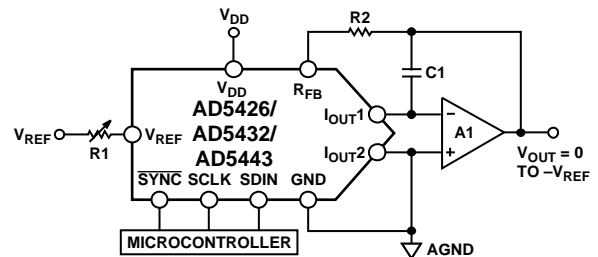 VDD
R2
C1
VDD
RFB
AD5426/
AD5432/
AD5443
IOUT1
VREF
R1
VREF
A1
IOUT2
SYNC SCLK SDIN GND
VOUT = 0
TO –VREF
MICROCONTROLLER
AGND
–
+